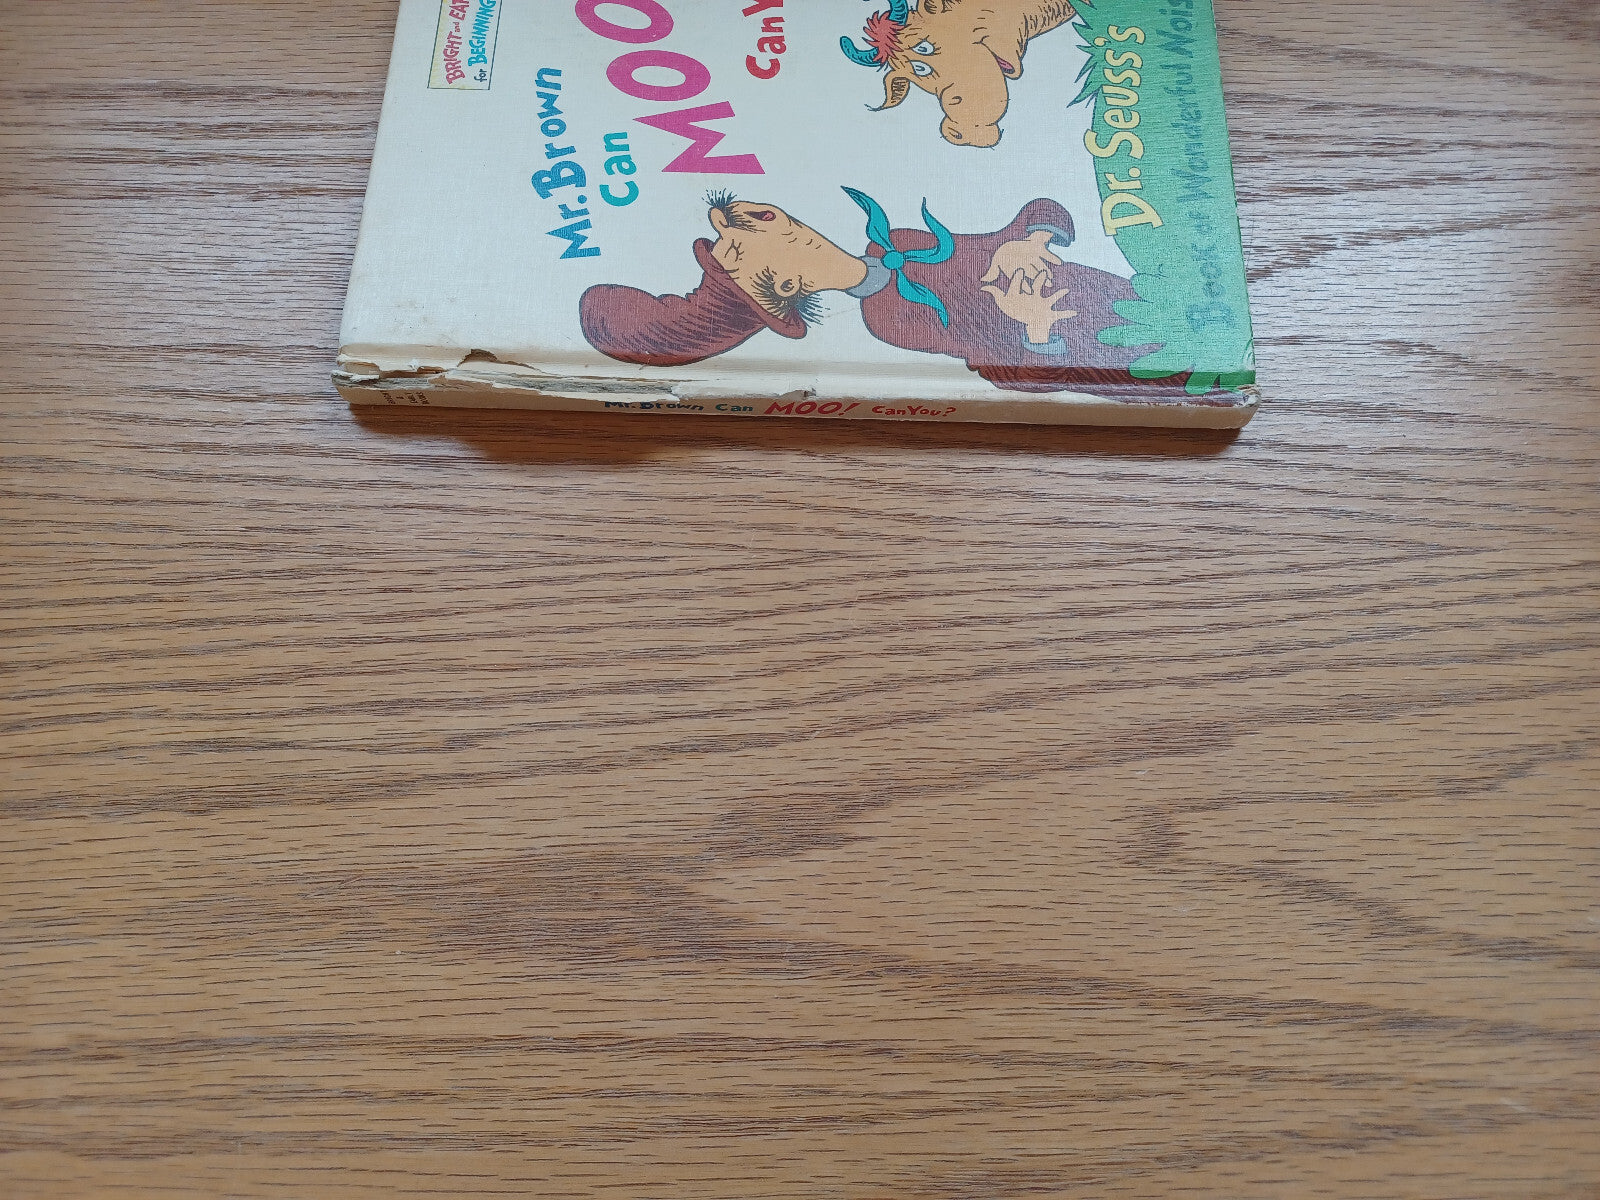 BRIGHT and EA
for BEGINNING
Mr. Brown
Can
MOO
Can Y
Dr. Seuss's
Book of Wonderful Nois
Mr. Brown Can MOO! Can You?